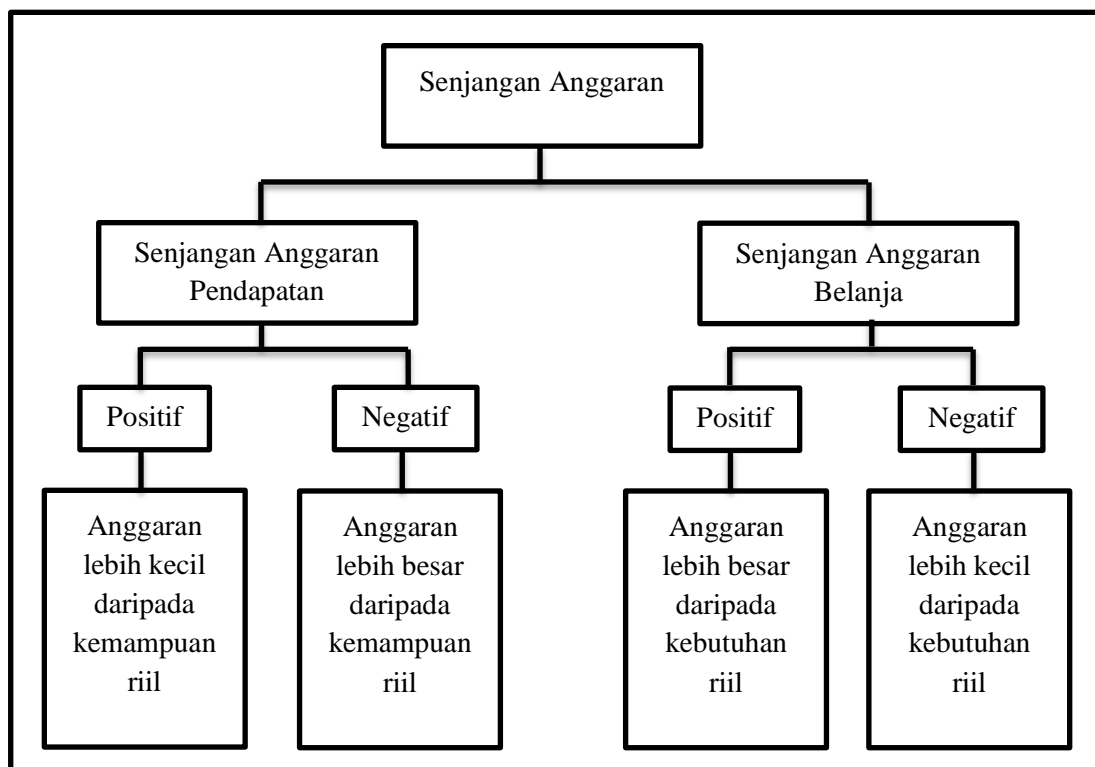 Senjangan Anggaran
Senjangan Anggaran
Pendapatan
Senjangan Anggaran
Belanja
Positif
Negatif
Positif
Negatif
Anggaran
lebih kecil
daripada
kemampuan
riil
Anggaran
lebih besar
daripada
kemampuan
riil
Anggaran
lebih besar
daripada
kebutuhan
riil
Anggaran
lebih kecil
daripada
kebutuhan
riil